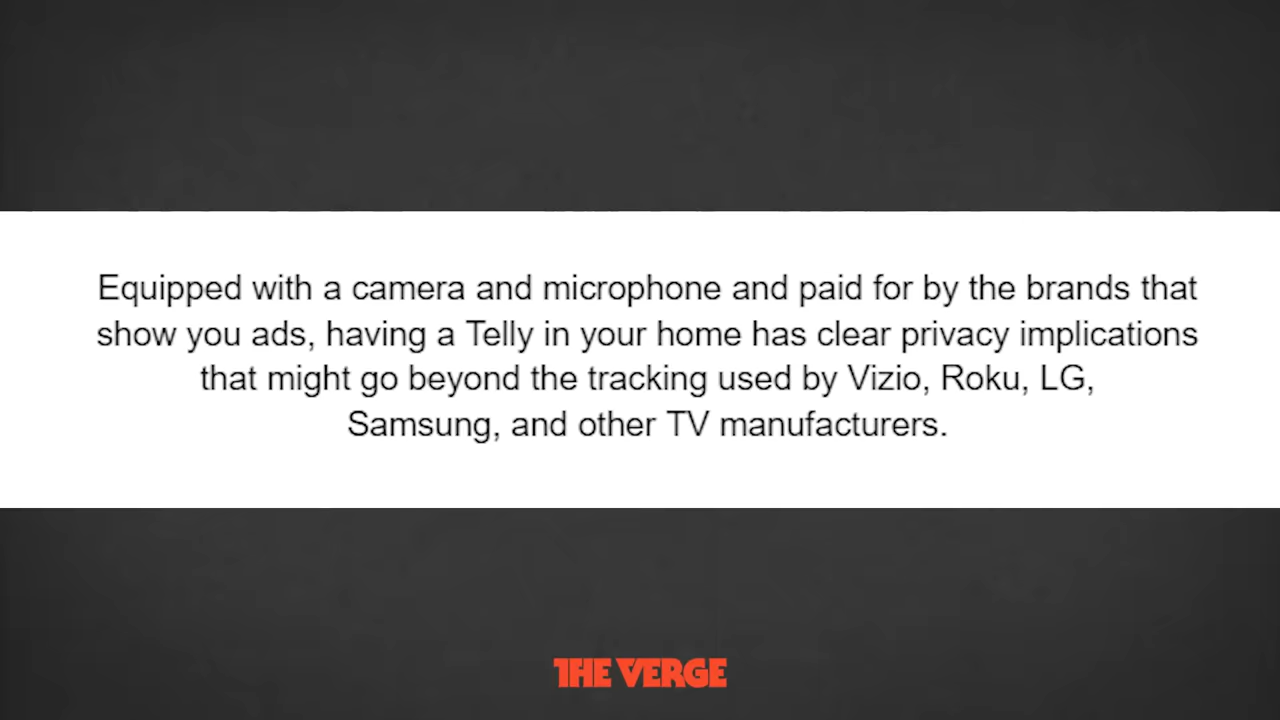 Equipped with a camera and microphone and paid for by the brands that
show you ads, having a Telly in your home has clear privacy implications
that might go beyond the tracking used by Vizio, Roku, LG,
Samsung, and other TV manufacturers.
THE VERGE